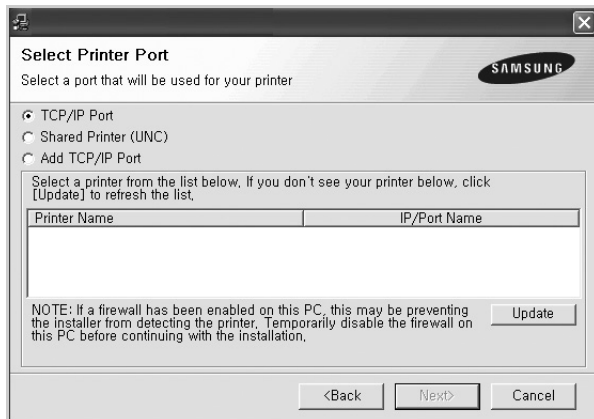 Select Printer Port
Select a port that will be used for your printer
SAMSUNG
TCP/IP Port
Shared Printer (UNC)
Add TCP/IP Port
Select a printer from the list below, If you don't see your printer below, click
[Update] to refresh the list,
Printer Name IP/Port Name
NOTE: If a firewall has been enabled on this PC, this may be preventing
the installer from detecting the printer, Temporarily disable the firewall on
this PC before continuing with the installation,
Update
<Back Next> Cancel